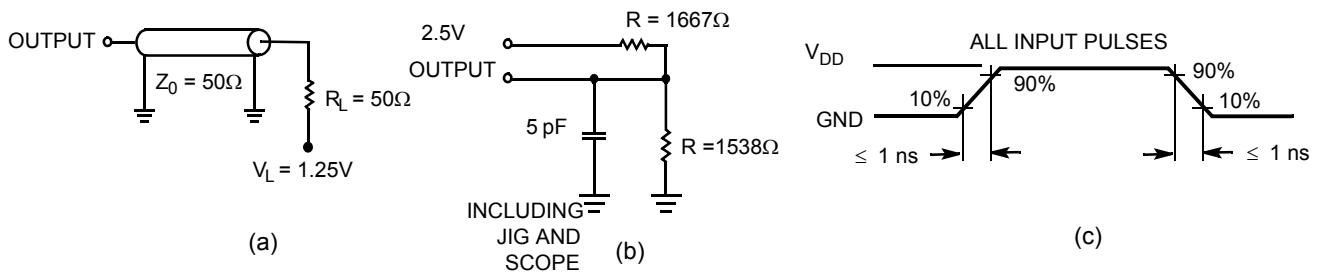 OUTPUT
Z0 = 50Ω
RL = 50Ω
VL = 1.25V
(a)
2.5V
R = 1667Ω
OUTPUT
5 pF
R =1538Ω
INCLUDING
JIG AND
SCOPE
(b)
ALL INPUT PULSES
VDD
GND
10%
90%
90%
10%
≤ 1 ns
≤ 1 ns
(c)